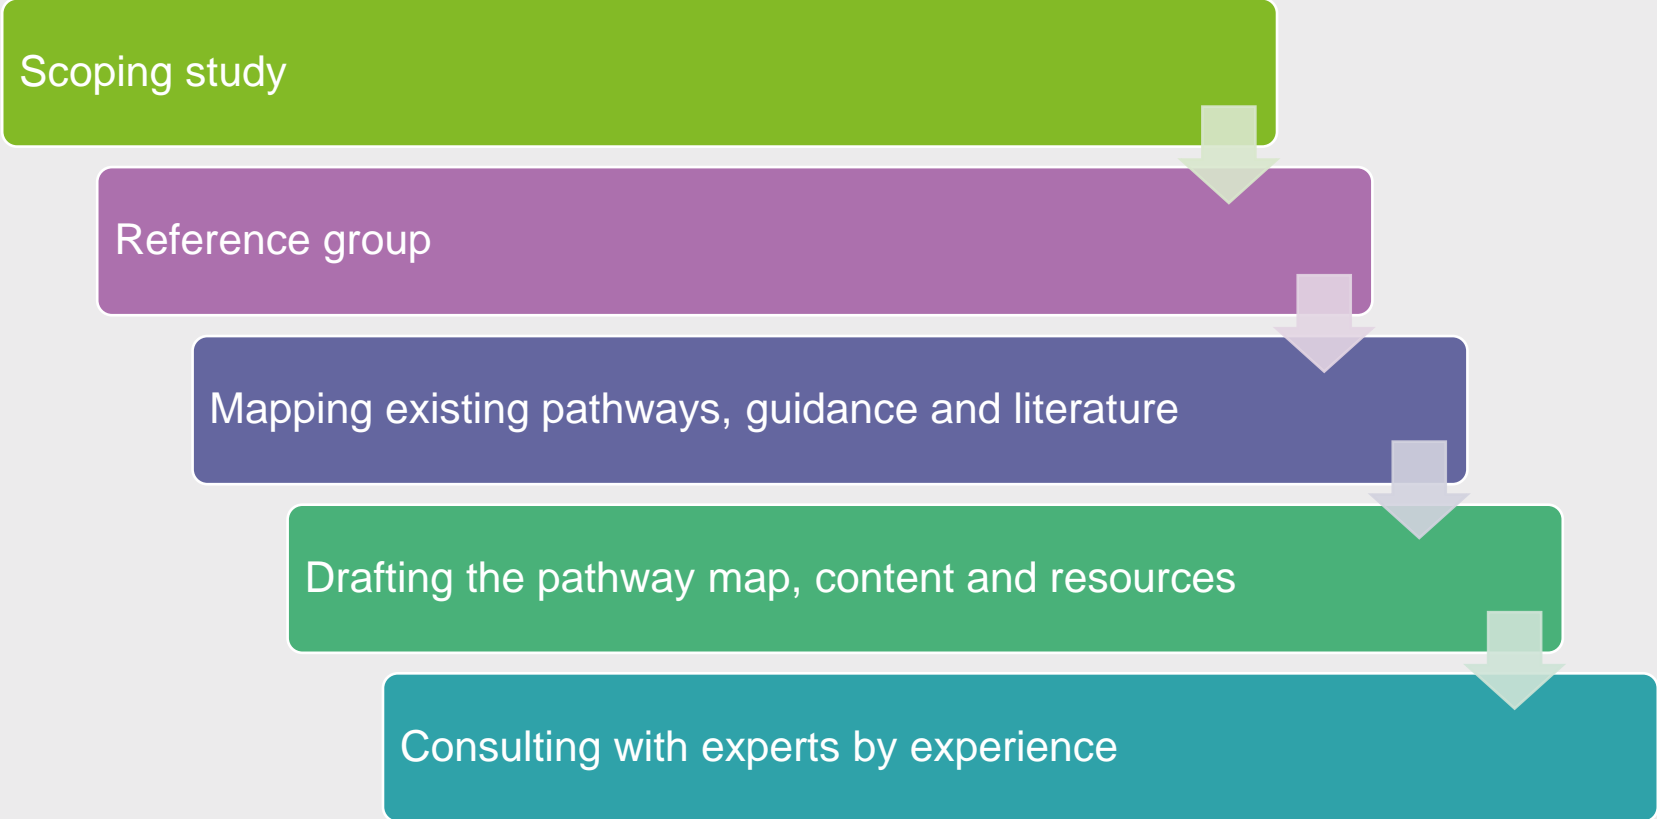 Scoping study
Reference group
Mapping existing pathways, guidance and literature
Drafting the pathway map, content and resources
Consulting with experts by experience